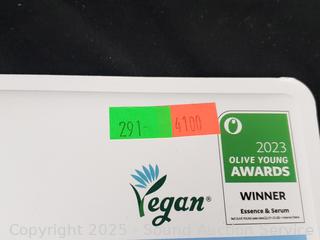 291-
4100
2023
OLIVE YOUNG
AWARDS
WINNER
Essence & Serum
Vegan®
Copyright 2025 - Sound Auction Service